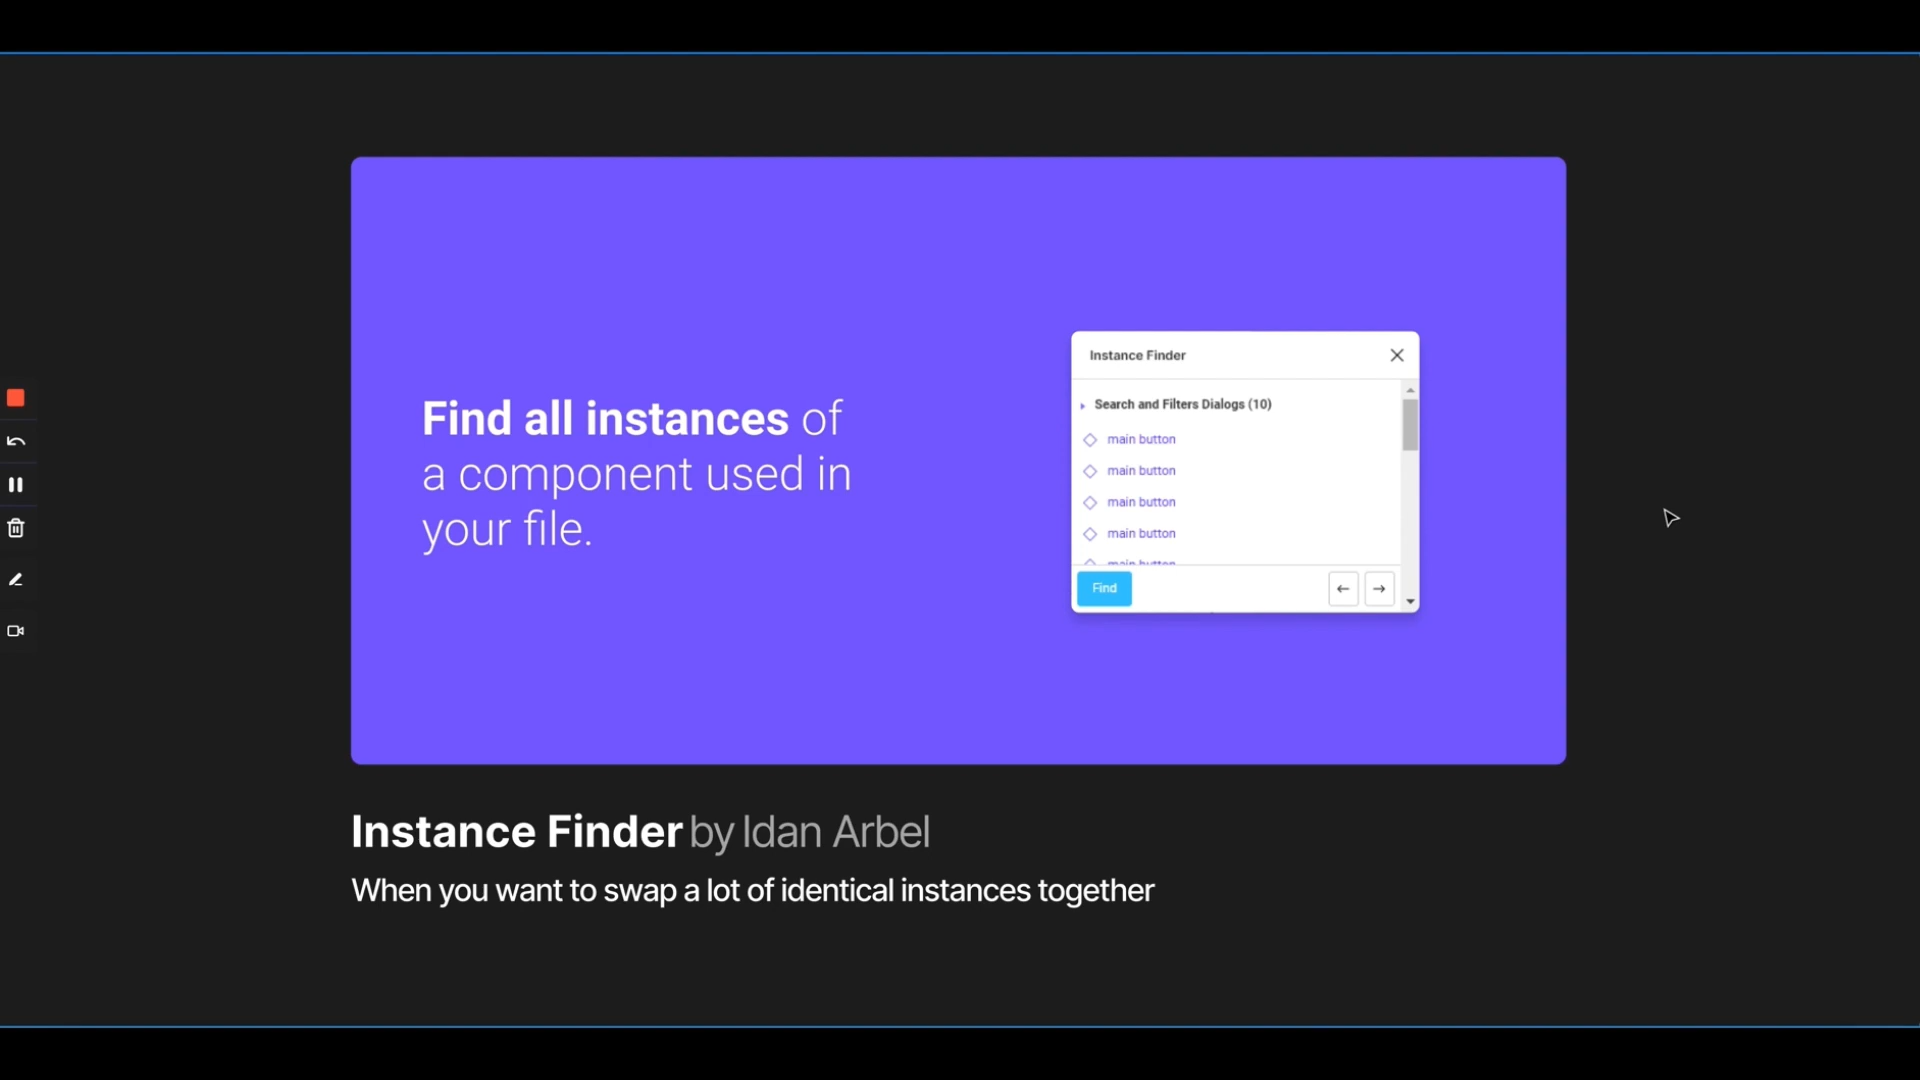 Find all instances of
a component used in
your file.
Instance Finder
Search and Filters Dialogs (10)
main button
main button
main button
main button
main button
Find
Instance Finder by Idan Arbel
When you want to swap a lot of identical instances together